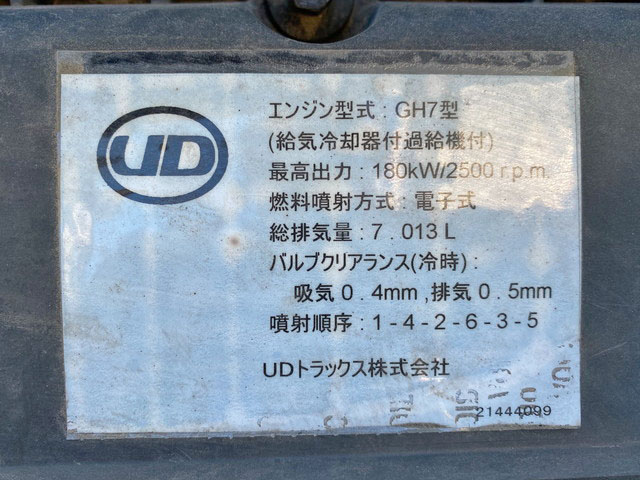 UD
エンジン型式 : GH7型
(給気冷却器付過給機付)
最高出力 : 180kW/2500 r.p.m.
燃料噴射方式 : 電子式
総排気量 : 7.013 L
バルブクリアランス(冷時) :
吸気0.4mm ,排気0.5mm
噴射順序 : 1-4-2-6-3-5
UDトラックス株式会社
21444099